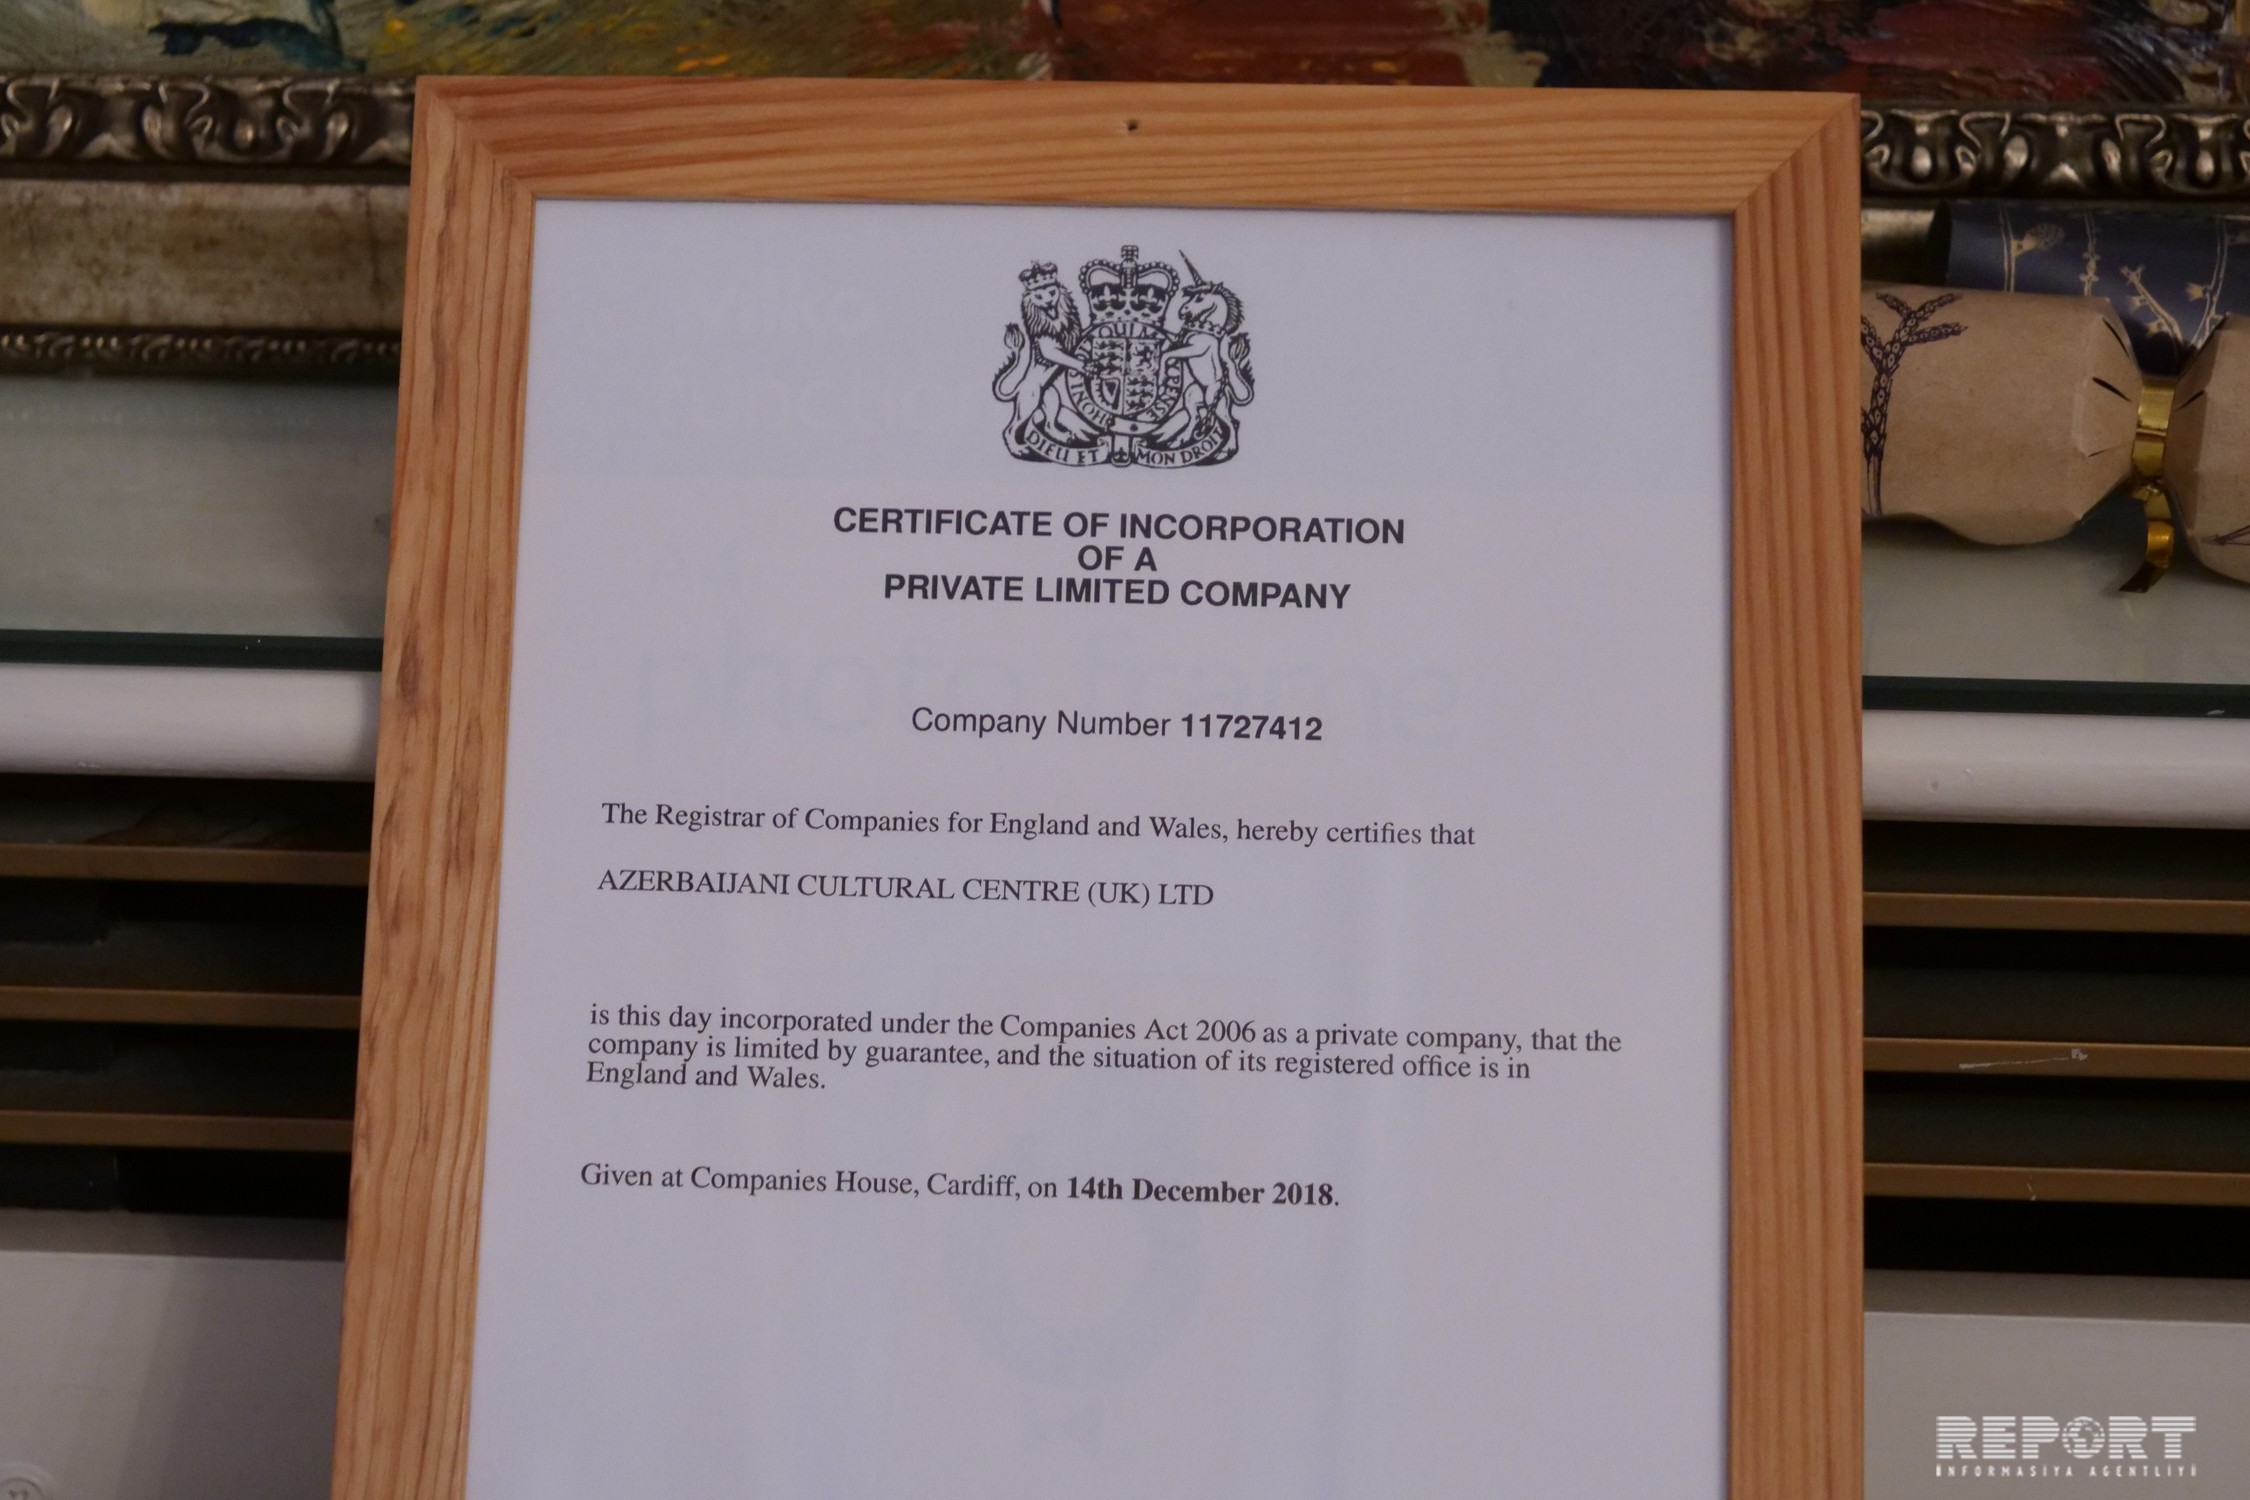 DIEU ET MON DROIT
CERTIFICATE OF INCORPORATION
OF A
PRIVATE LIMITED COMPANY
Company Number 11727412
The Registrar of Companies for England and Wales, hereby certifies that
AZERBAIJANI CULTURAL CENTRE (UK) LTD
is this day incorporated under the Companies Act 2006 as a private company, that the
company is limited by guarantee, and the situation of its registered office is in
England and Wales.
Given at Companies House, Cardiff, on 14th December 2018.
REPORT
İNFORMASİYA AGENTLİYİ